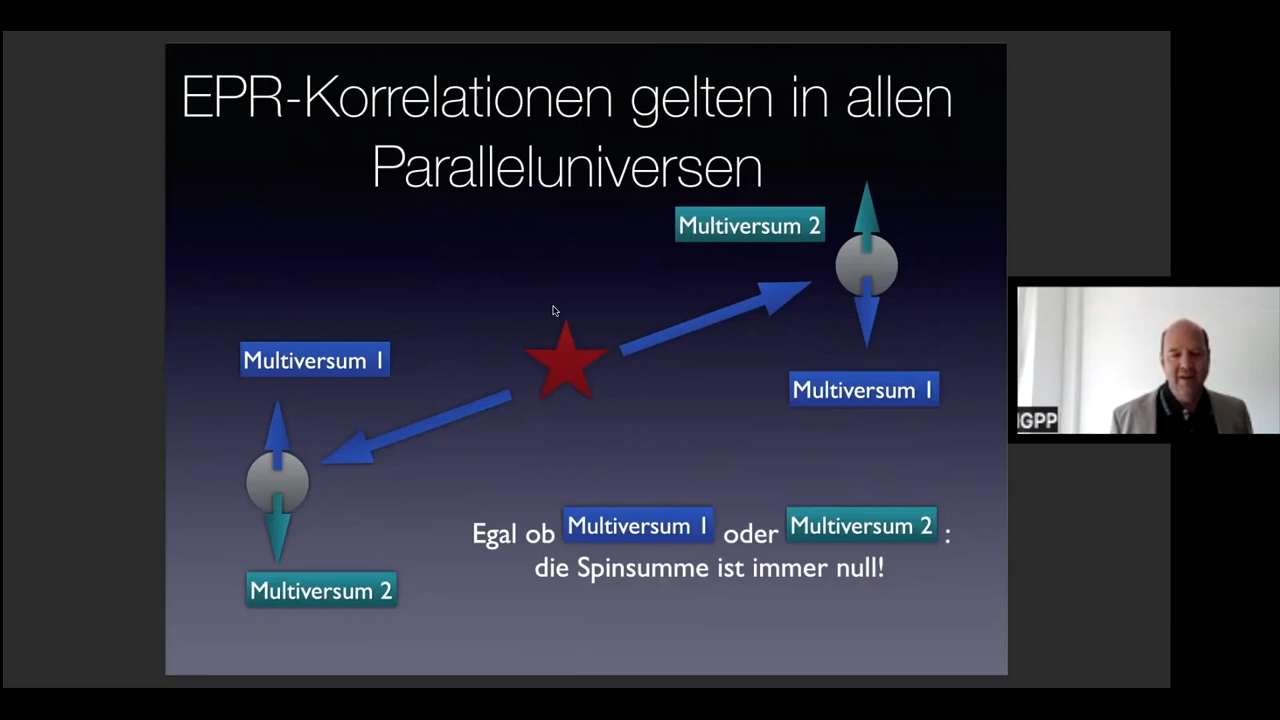 EPR-Korrelationen gelten in allen
Paralleluniversen
Multiversum 2
Multiversum 1
Multiversum 1
Multiversum 2
Egal ob Multiversum 1 oder Multiversum 2 :
die Spinsumme ist immer null!
IGPP